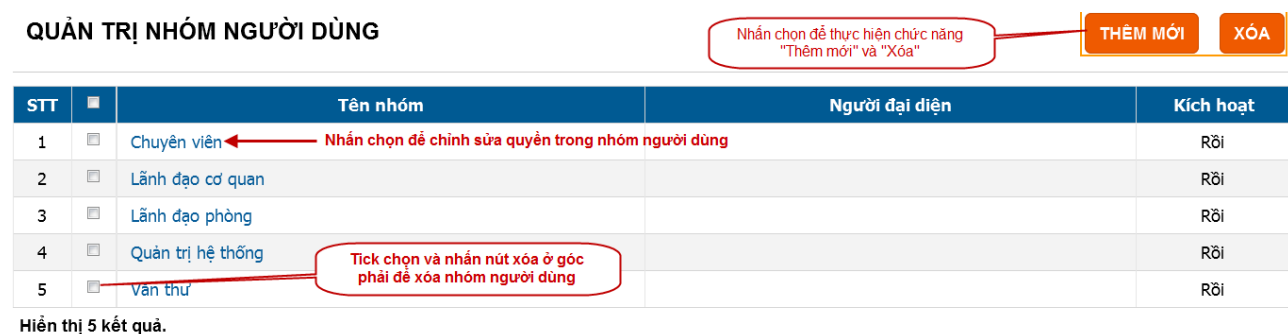 QUẢN TRỊ NHÓM NGƯỜI DÙNG
Nhấn chọn để thực hiện chức năng
"Thêm mới" và "Xóa"
THÊM MỚI
XÓA
STT Tên nhóm Người đại diện Kích hoạt
1 Chuyên viên Nhấn chọn để chỉnh sửa quyền trong nhóm người dùng Rồi
2 Lãnh đạo cơ quan Rồi
3 Lãnh đạo phòng Rồi
4 Quản trị hệ thống Rồi
Tick chọn và nhấn nút xóa ở góc
phải để xóa nhóm người dùng
5 Văn thư Rồi
Hiển thị 5 kết quả.